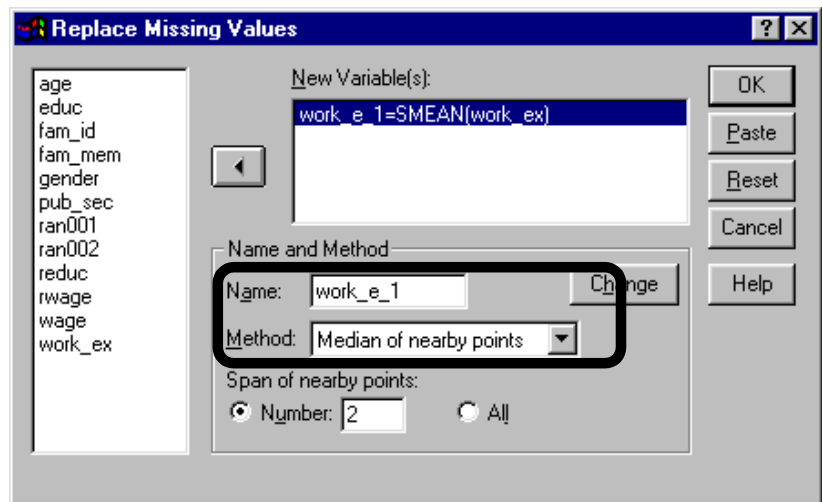 Replace Missing Values
age
educ
fam_id
fam_mem
gender
pub_sec
ran001
ran002
reduc
rwage
wage
work_ex
New Variable(s):
work_e_1=SMEAN(work_ex)
OK
Paste
Reset
Cancel
Help
Name and Method
Name: work_e_1
Change
Method: Median of nearby points
Span of nearby points:
Number: 2 All